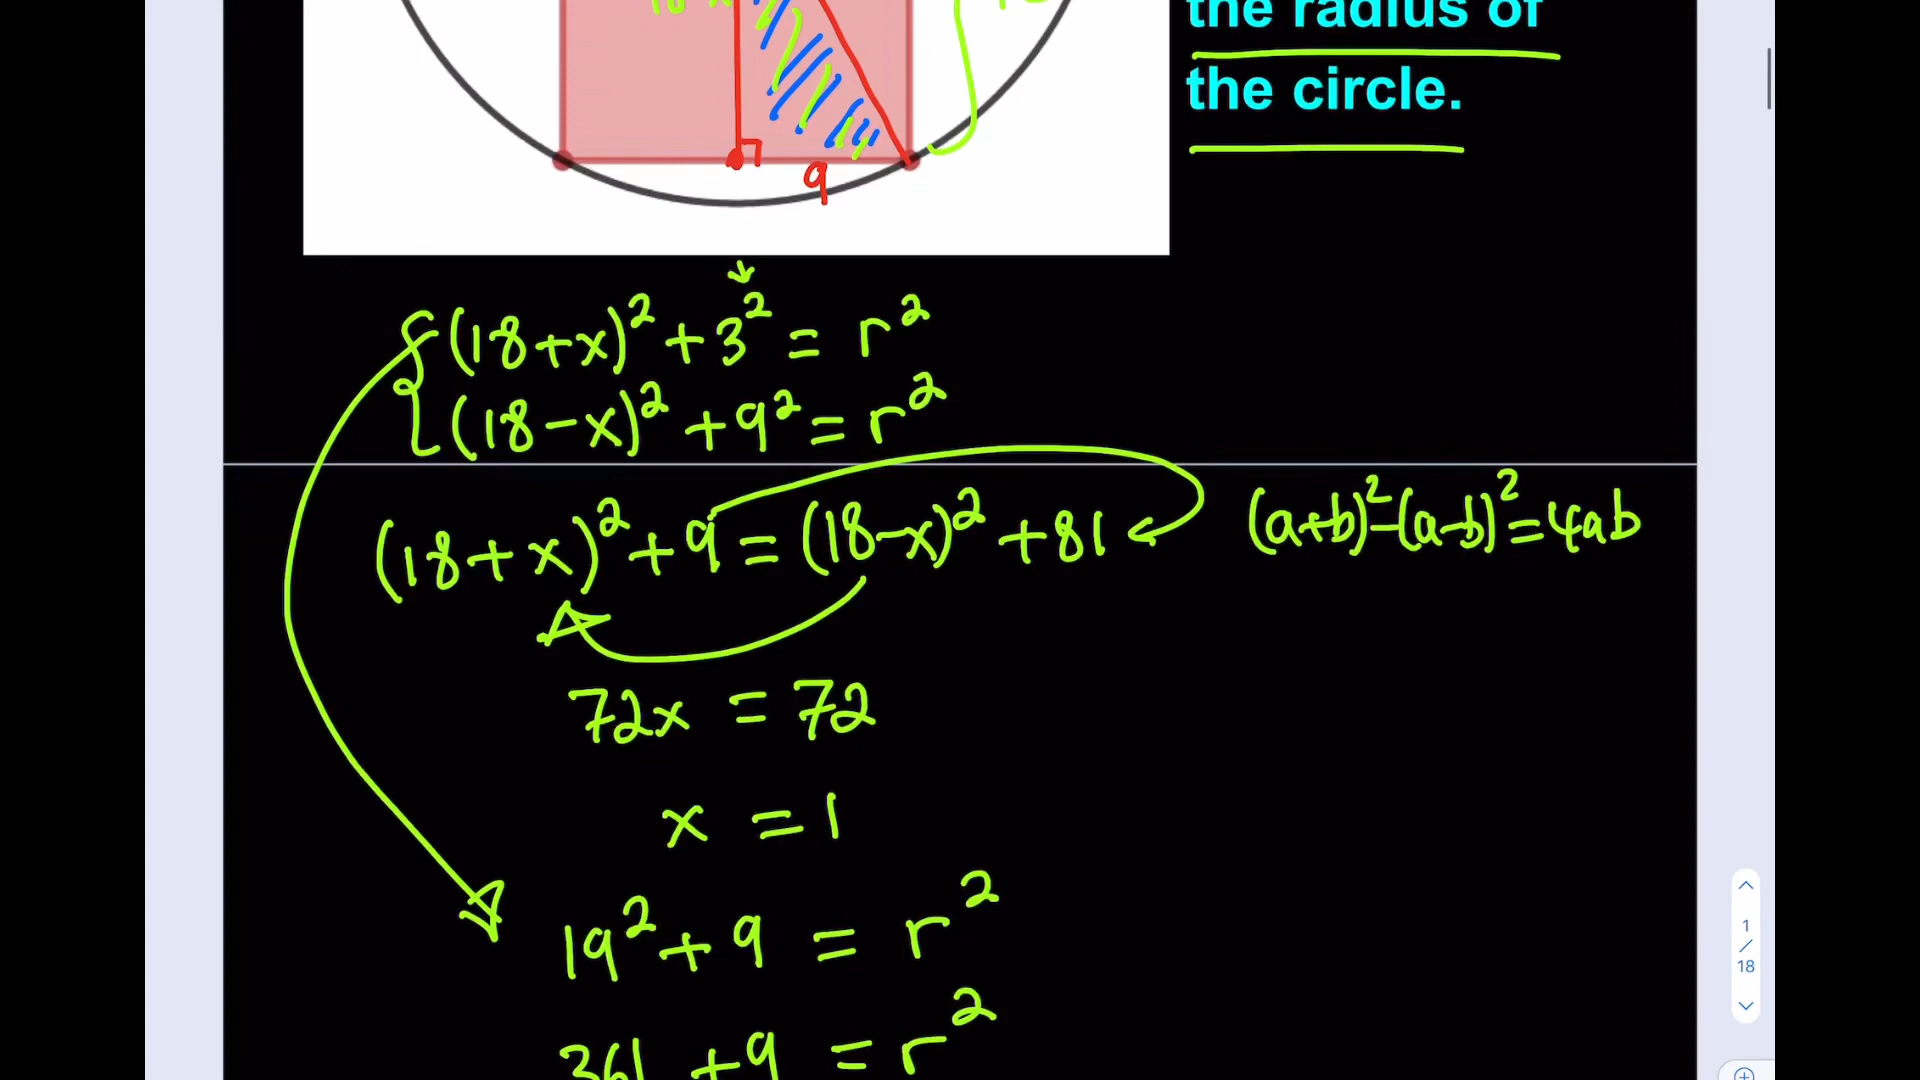 the radius of
the circle.
9
(18+x)² + 3² = r²
(18-x)² + 9² = r²
(18+x)² + 9 = (18-x)² + 81
(a+b)² - (a-b)² = 4ab
72x = 72
x = 1
19² + 9 = r²
361 + 9 = r²
1
/
18